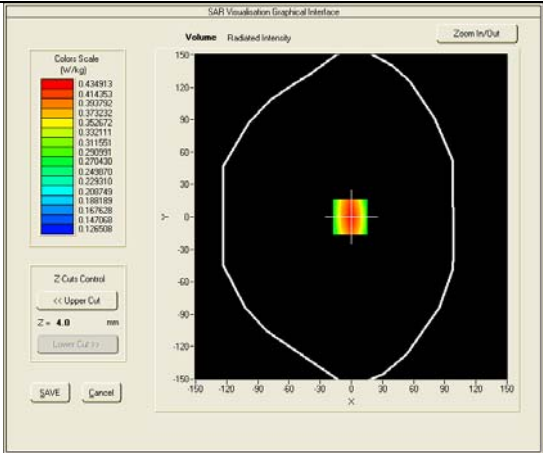 SAR Visualisation Graphical Interface
Volume Radiated Intensity
Zoom In/Out
Colors Scale
(W/kg)
0.434913
0.414353
0.393792
0.373232
0.352672
0.332111
0.311551
0.290991
0.270430
0.249870
0.229310
0.208749
0.188189
0.167628
0.147068
0.126508
Z Cuts Control
<< Upper Cut
Z = 4.0 mm
Lower Cut >>
SAVE Cancel
150
120
90
60
30
0
-30
-60
-90
-120
-150
Y
-150 -120 -90 -60 -30 0 30 60 90 120 150
X